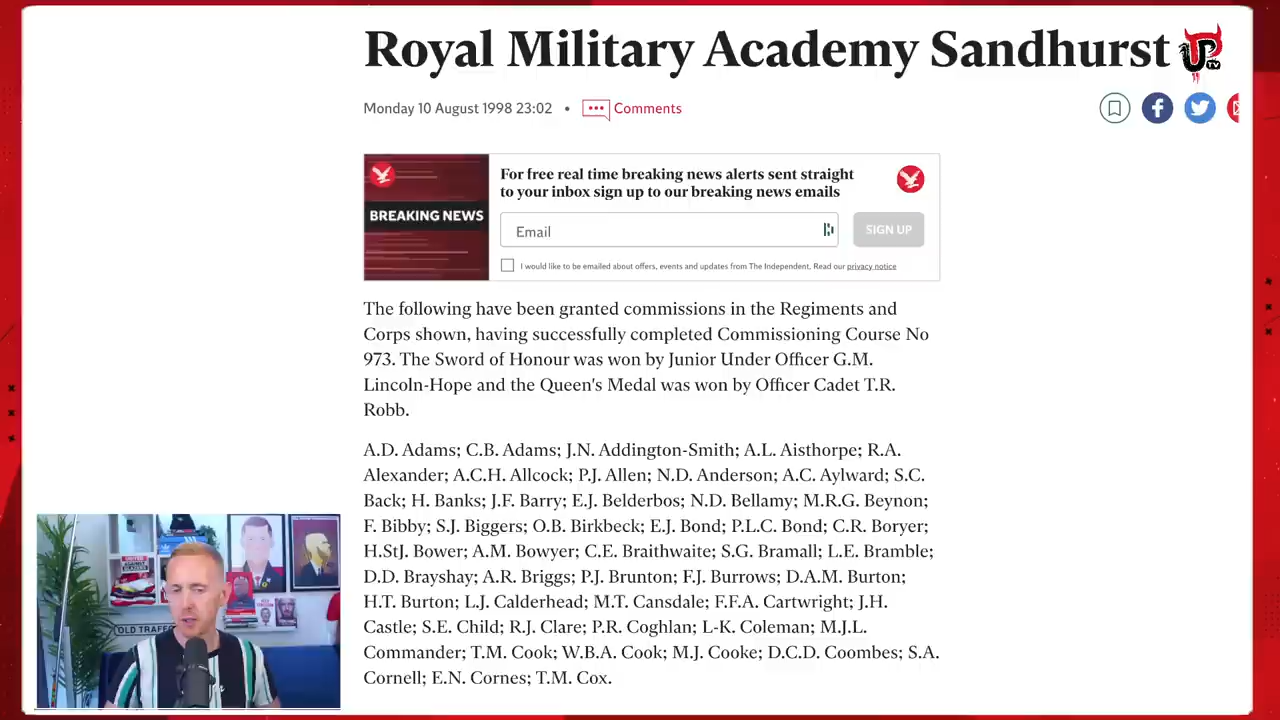 Royal Military Academy Sandhurst
UP
TV
Monday 10 August 1998 23:02 • Comments
For free real time breaking news alerts sent straight
to your inbox sign up to our breaking news emails
BREAKING NEWS
Email
SIGN UP
I would like to be emailed about offers, events and updates from The Independent. Read our privacy notice
The following have been granted commissions in the Regiments and
Corps shown, having successfully completed Commissioning Course No
973. The Sword of Honour was won by Junior Under Officer G.M.
Lincoln-Hope and the Queen's Medal was won by Officer Cadet T.R.
Robb.
A.D. Adams; C.B. Adams; J.N. Addington-Smith; A.L. Aisthorpe; R.A.
Alexander; A.C.H. Allcock; P.J. Allen; N.D. Anderson; A.C. Aylward; S.C.
Back; H. Banks; J.F. Barry; E.J. Belderbos; N.D. Bellamy; M.R.G. Beynon;
F. Bibby; S.J. Biggers; O.B. Birkbeck; E.J. Bond; P.L.C. Bond; C.R. Boryer;
H.StJ. Bower; A.M. Bowyer; C.E. Braithwaite; S.G. Bramall; L.E. Bramble;
D.D. Brayshay; A.R. Briggs; P.J. Brunton; F.J. Burrows; D.A.M. Burton;
H.T. Burton; L.J. Calderhead; M.T. Cansdale; F.F.A. Cartwright; J.H.
Castle; S.E. Child; R.J. Clare; P.R. Coghlan; L-K. Coleman; M.J.L.
Commander; T.M. Cook; W.B.A. Cook; M.J. Cooke; D.C.D. Coombes; S.A.
Cornell; E.N. Cornes; T.M. Cox.
OLD TRAFFO